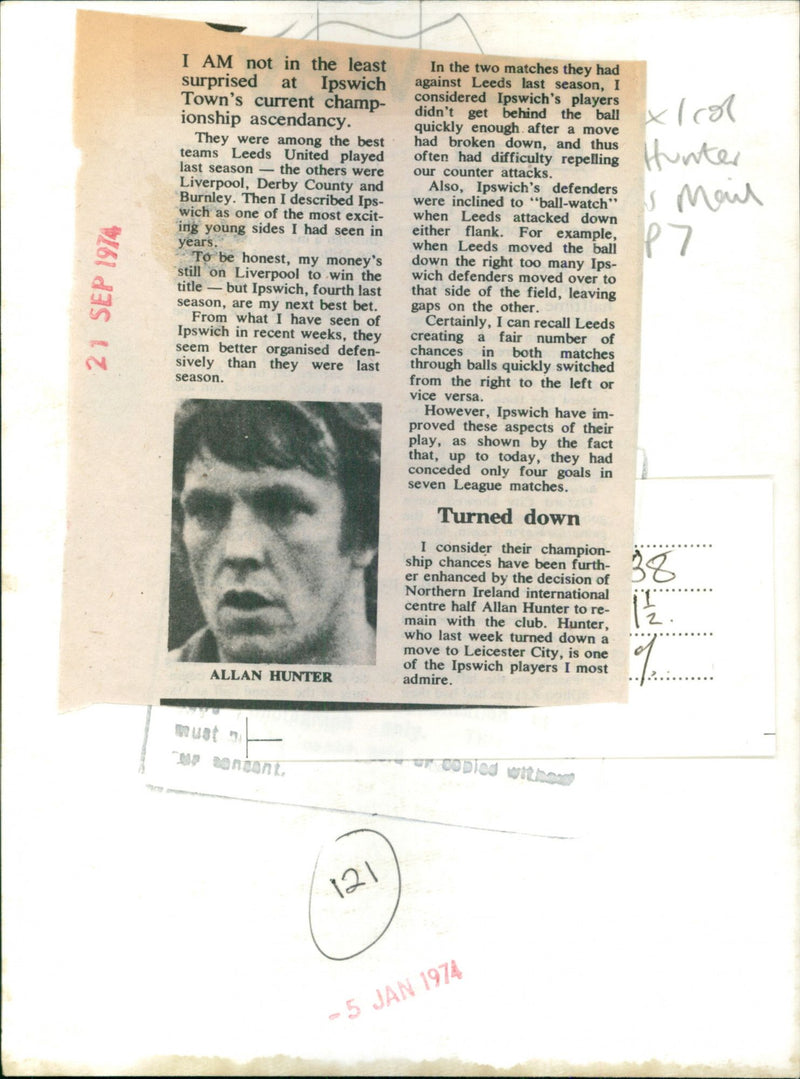 I AM not in the least
surprised at Ipswich
Town's current champ-
ionship ascendancy.
They were among the best
teams Leeds United played
last season — the others were
Liverpool, Derby County and
Burnley. Then I described Ips-
wich as one of the most excit-
ing young sides I had seen in
years.
To be honest, my money's
still on Liverpool to win the
title — but Ipswich, fourth last
season, are my next best bet.
From what I have seen of
Ipswich in recent weeks, they
seem better organised defen-
sively than they were last
season.
ALLAN HUNTER
In the two matches they had
against Leeds last season, I
considered Ipswich's players
didn't get behind the ball
quickly enough after a move
had broken down, and thus
often had difficulty repelling
our counter attacks.
Also, Ipswich's defenders
were inclined to "ball-watch"
when Leeds attacked down
either flank. For example,
when Leeds moved the ball
down the right too many Ips-
wich defenders moved over to
that side of the field, leaving
gaps on the other.
Certainly, I can recall Leeds
creating a fair number of
chances in both matches
through balls quickly switched
from the right to the left or
vice versa.
However, Ipswich have im-
proved these aspects of their
play, as shown by the fact
that, up to today, they had
conceded only four goals in
seven League matches.
Turned down
I consider their champion-
ship chances have been furth-
er enhanced by the decision of
Northern Ireland international
centre half Allan Hunter to re-
main with the club. Hunter,
who last week turned down a
move to Leicester City, is one
of the Ipswich players I most
admire.
21 SEP 1974
x 1 col
Hunter
s Mail
P7
38
1½
must
consent.
or copied without
121
-5 JAN 1974